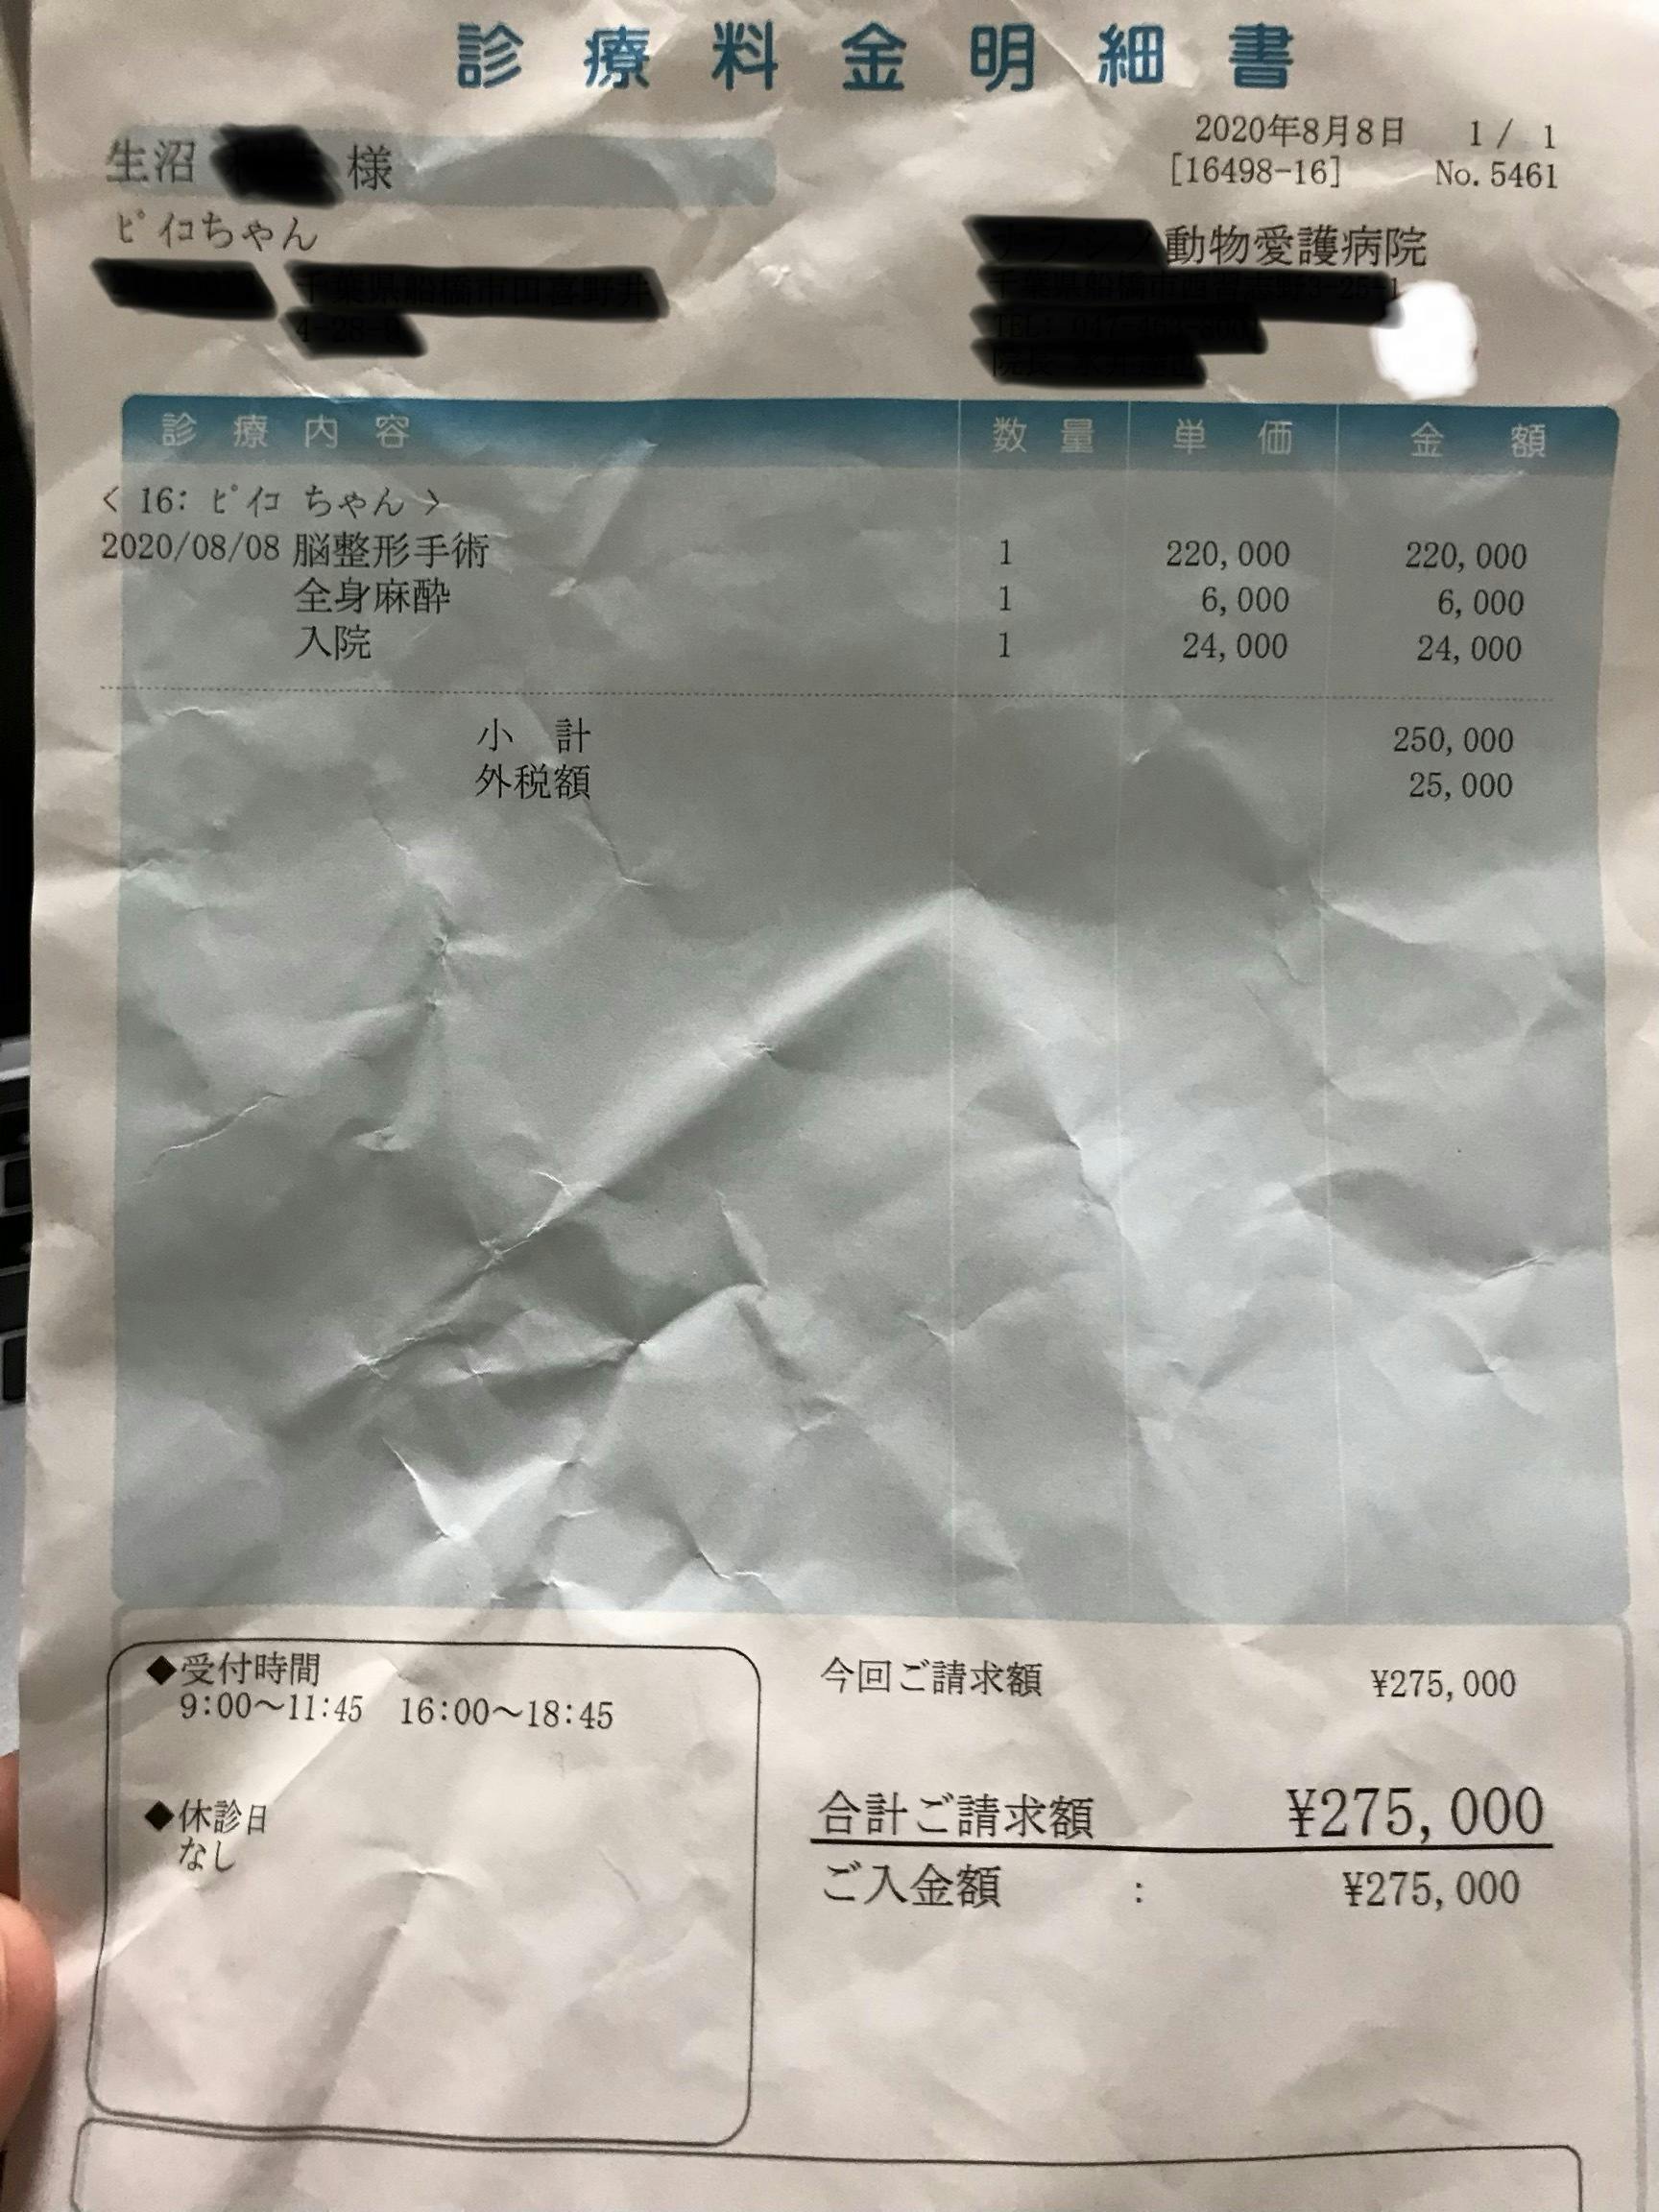 診療料金明細書
2020年8月8日 1/ 1
[16498-16] No.5461
生沼 様
ﾋﾟｲｺちゃん
動物愛護病院
診療内容 数量 単価 金額
< 16: ﾋﾟｲｺ ちゃん >
2020/08/08 脳整形手術 1 220,000 220,000
全身麻酔 1 6,000 6,000
入院 1 24,000 24,000
小 計 250,000
外税額 25,000
◆受付時間
9:00～11:45 16:00～18:45
◆休診日
なし
今回ご請求額 ¥275,000
合計ご請求額 ¥275,000
ご入金額 : ¥275,000